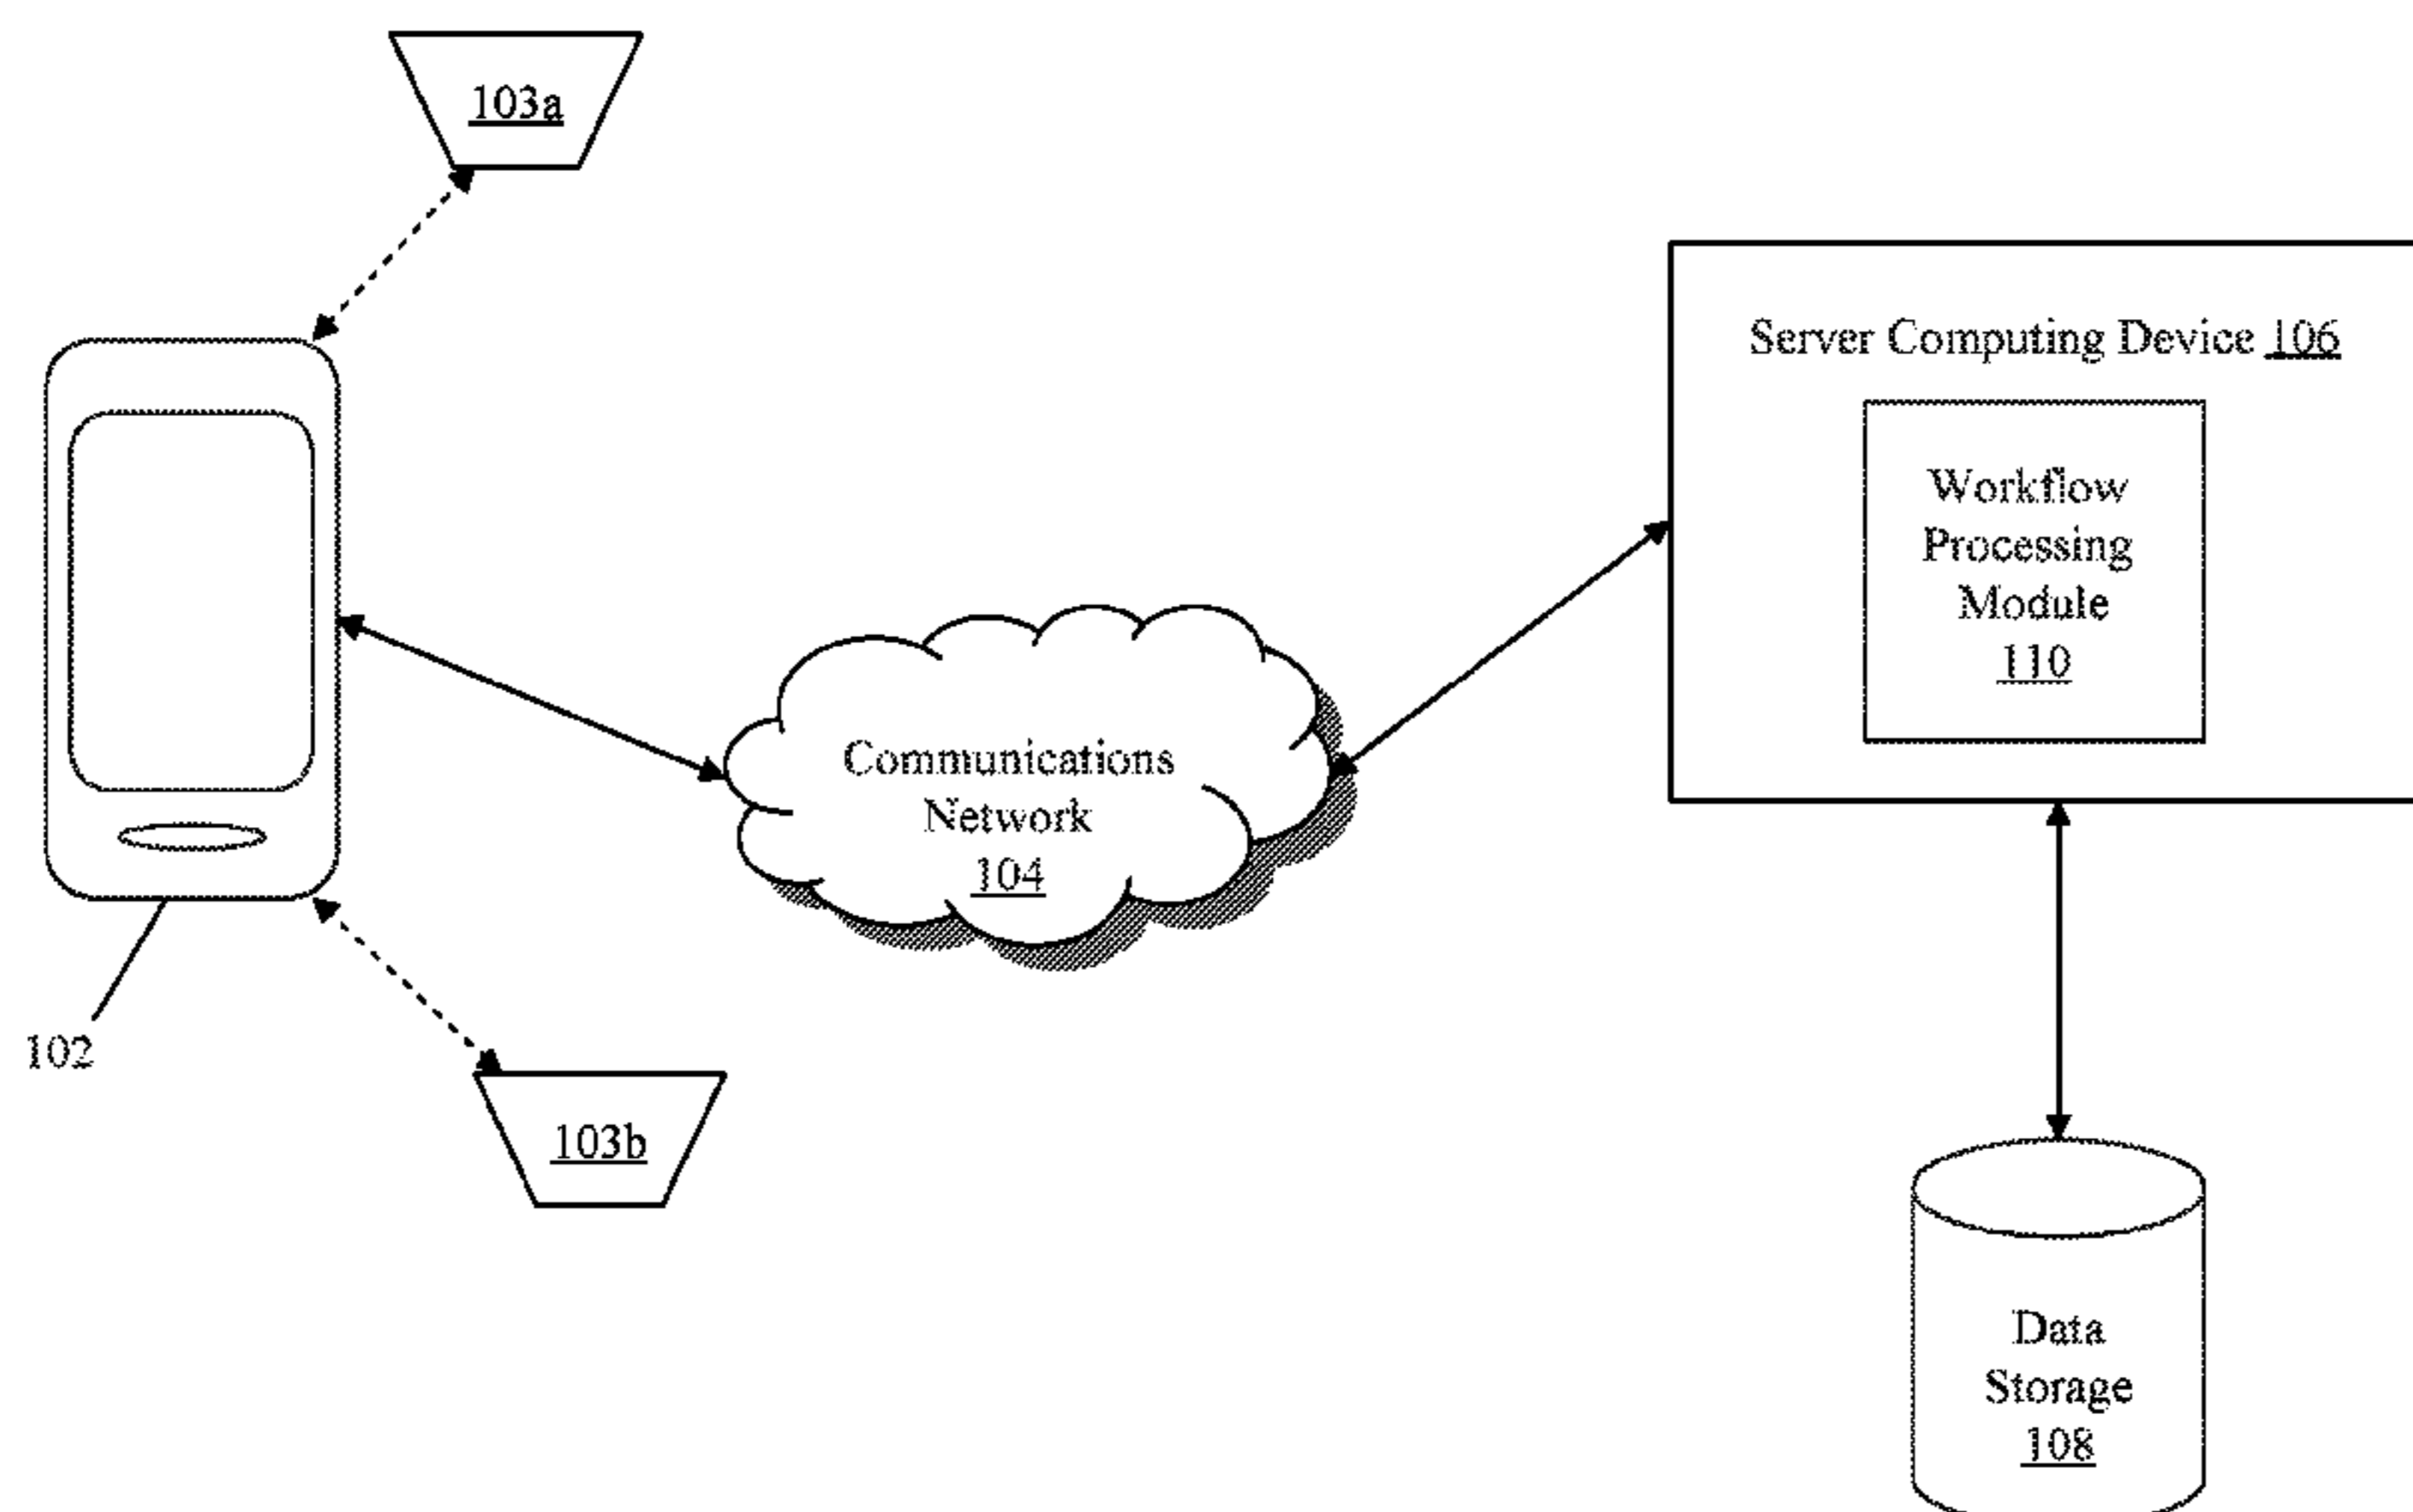 103a
Server Computing Device 106
Workflow
Processing
Module
110
Communications
Network
104
102
103b
Data
Storage
108